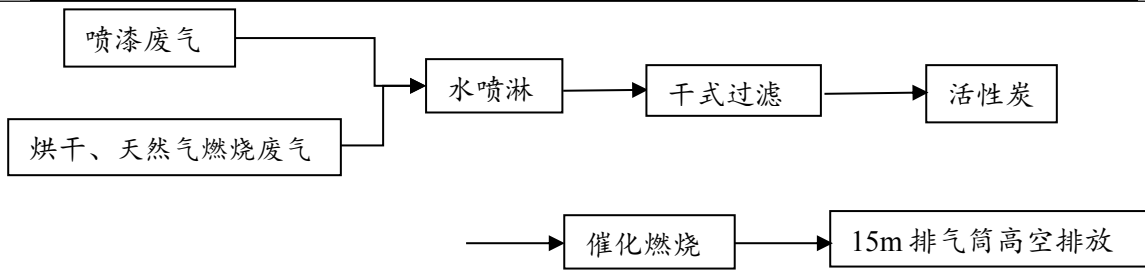 喷漆废气
水喷淋
干式过滤
活性炭
烘干、天然气燃烧废气
催化燃烧
15m 排气筒高空排放